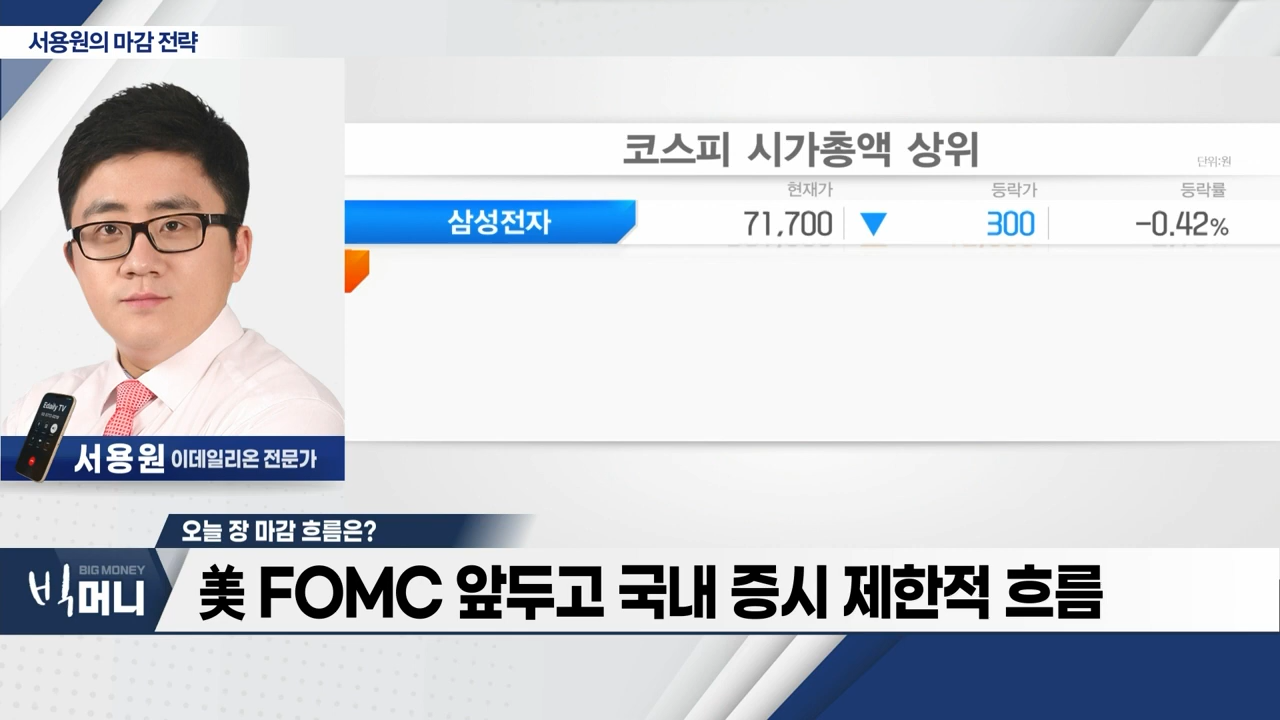 서용원의 마감 전략
코스피 시가총액 상위
단위:원
현재가 등락가 등락률
삼성전자 71,700 ▼ 300 -0.42%
Edaily TV
서용원 이데일리온 전문가
오늘 장 마감 흐름은?
BIG MONEY
빅머니
美 FOMC 앞두고 국내 증시 제한적 흐름